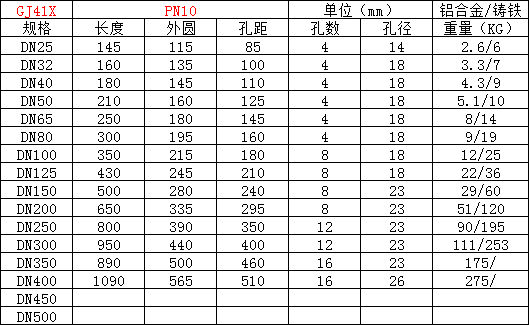 GJ41X PN10 单位（mm） 铝合金/铸铁
规格 长度 外圆 孔距 孔数 孔径 重量（KG）
DN25 145 115 85 4 14 2.6/6
DN32 160 135 100 4 18 3.3/7
DN40 180 145 110 4 18 4.3/9
DN50 210 160 125 4 18 5.1/10
DN65 250 180 145 4 18 8/14
DN80 300 195 160 4 18 9/19
DN100 350 215 180 8 18 12/25
DN125 430 245 210 8 18 22/36
DN150 500 280 240 8 23 29/60
DN200 650 335 295 8 23 51/120
DN250 800 390 350 12 23 90/195
DN300 950 440 400 12 23 111/253
DN350 890 500 460 16 23 175/
DN400 1090 565 510 16 26 275/
DN450
DN500